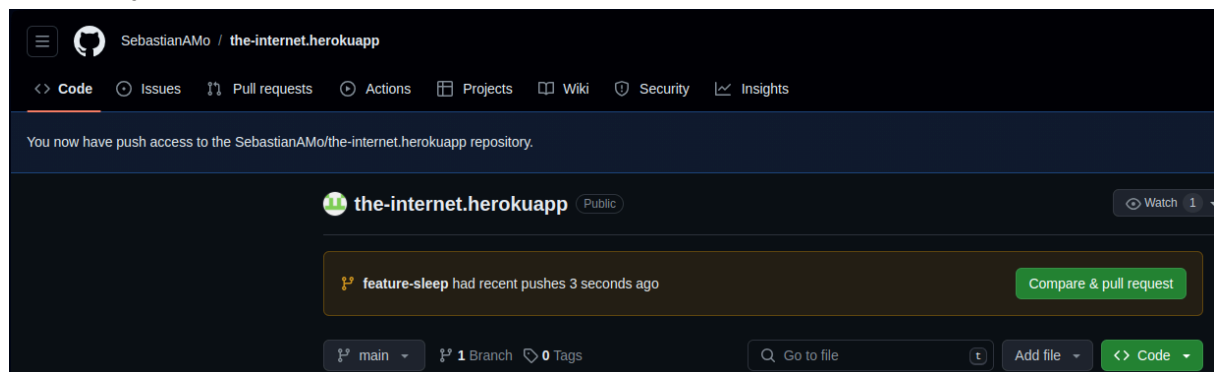 SebastianAMo / the-internet.herokuapp
Code Issues Pull requests Actions Projects Wiki Security Insights
You now have push access to the SebastianAMo/the-internet.herokuapp repository.
the-internet.herokuapp Public Watch 1
feature-sleep had recent pushes 3 seconds ago Compare & pull request
main 1 Branch 0 Tags Go to file t Add file <> Code